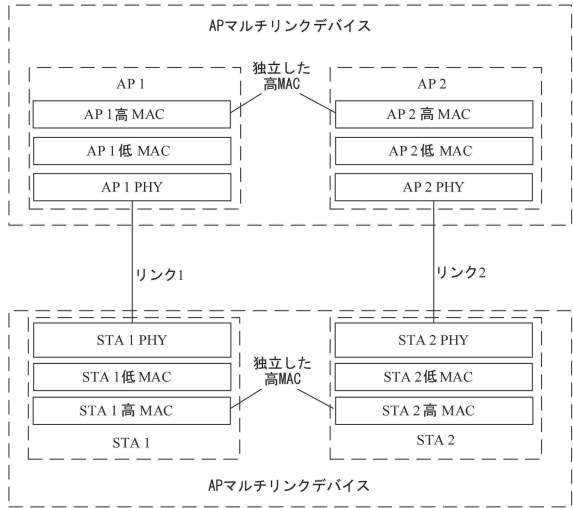 APマルチリンクデバイス
AP 1
独立した
高MAC
AP 2
AP 1高 MAC
AP 2 高 MAC
AP 1低 MAC
AP 2低 MAC
AP 1 PHY
AP 2 PHY
リンク1
リンク2
STA 1 PHY
STA 2 PHY
STA 1低 MAC
独立した
高MAC
STA 2低 MAC
STA 1 高 MAC
STA 2 高 MAC
STA 1
STA 2
APマルチリンクデバイス